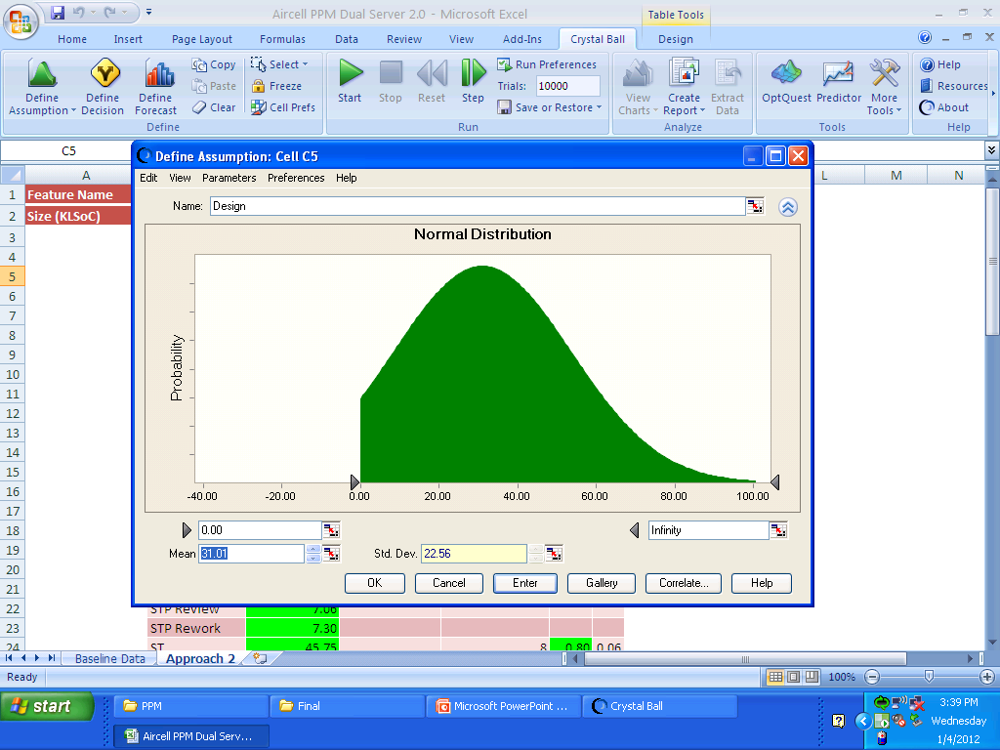 Aircell PPM Dual Server 2.0 - Microsoft Excel
Table Tools
Home Insert Page Layout Formulas Data Review View Add-Ins Crystal Ball Design
Define Assumption
Define Decision
Define Forecast
Copy
Paste
Clear
Select
Freeze
Cell Prefs
Define
Start
Stop
Reset
Step
Run Preferences
Trials: 10000
Save or Restore
Run
View Charts
Create Report
Extract Data
Analyze
OptQuest
Predictor
More Tools
Tools
Help
Resources
About
Help
C5
A L M N
1 Feature Name
2 Size (KLSoC)
3
4
5
6
7
8
9
10
11
12
13
14
15
16
17
18
19
20
21
Define Assumption: Cell C5
Edit View Parameters Preferences Help
Name: Design
Normal Distribution
Probability
-40.00 -20.00 0.00 20.00 40.00 60.00 80.00 100.00
0.00 Infinity
Mean 31.01 Std. Dev. 22.56
OK Cancel Enter Gallery Correlate... Help
22 STP Review 7.06
23 STP Rework 7.30
24 ST 45.75 8 0.80 0.06
Baseline Data Approach 2
Ready 100%
start PPM Final Microsoft PowerPoint ... Crystal Ball
Aircell PPM Dual Serv...
3:39 PM
Wednesday
1/4/2012